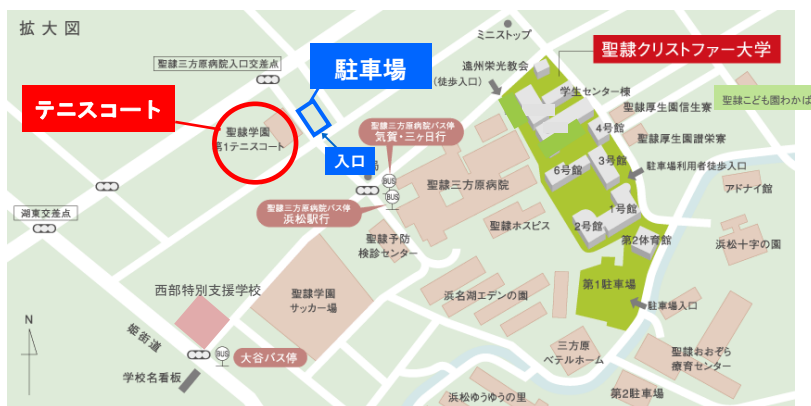 拡大図
ミニストップ
聖隷三方原病院入口交差点
駐車場
遠州栄光教会
(徒歩入口)
聖隷クリストファー大学
学生センター棟
聖隷こども園わかば
テニスコート
聖隷学園
第1テニスコート
聖隷三方原病院バス停
気賀・三ヶ日行
BUS
入口
聖隷厚生園信生寮
4号館
聖隷厚生園讃栄寮
3号館
6号館
駐車場利用者徒歩入口
聖隷三方原病院
アドナイ館
BUS
聖隷三方原病院バス停
浜松駅行
湖東交差点
1号館
2号館
聖隷ホスピス
聖隷予防
検診センター
第2体育館
浜松十字の園
西部特別支援学校
聖隷学園
サッカー場
浜名湖エデンの園
第1駐車場
駐車場入口
N
姫街道
BUS
大谷バス停
三方原
ベテルホーム
聖隷おおぞら
療育センター
学校名看板
浜松ゆうゆうの里
第2駐車場